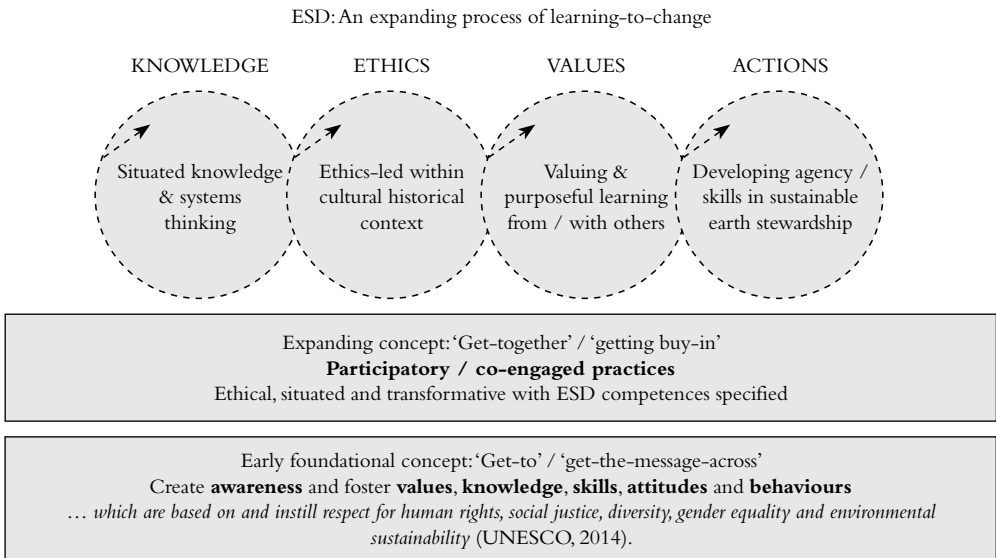 ESD: An expanding process of learning-to-change
KNOWLEDGE
ETHICS
VALUES
ACTIONS
Situated knowledge
& systems
thinking
Ethics-led within
cultural historical
context
Valuing &
purposeful learning
from / with others
Developing agency /
skills in sustainable
earth stewardship
Expanding concept: ‘Get-together’ / ‘getting buy-in’
Participatory / co-engaged practices
Ethical, situated and transformative with ESD competences specified
Early foundational concept: ‘Get-to’ / ‘get-the-message-across’
Create awareness and foster values, knowledge, skills, attitudes and behaviours
… which are based on and instill respect for human rights, social justice, diversity, gender equality and environmental
sustainability (UNESCO, 2014).